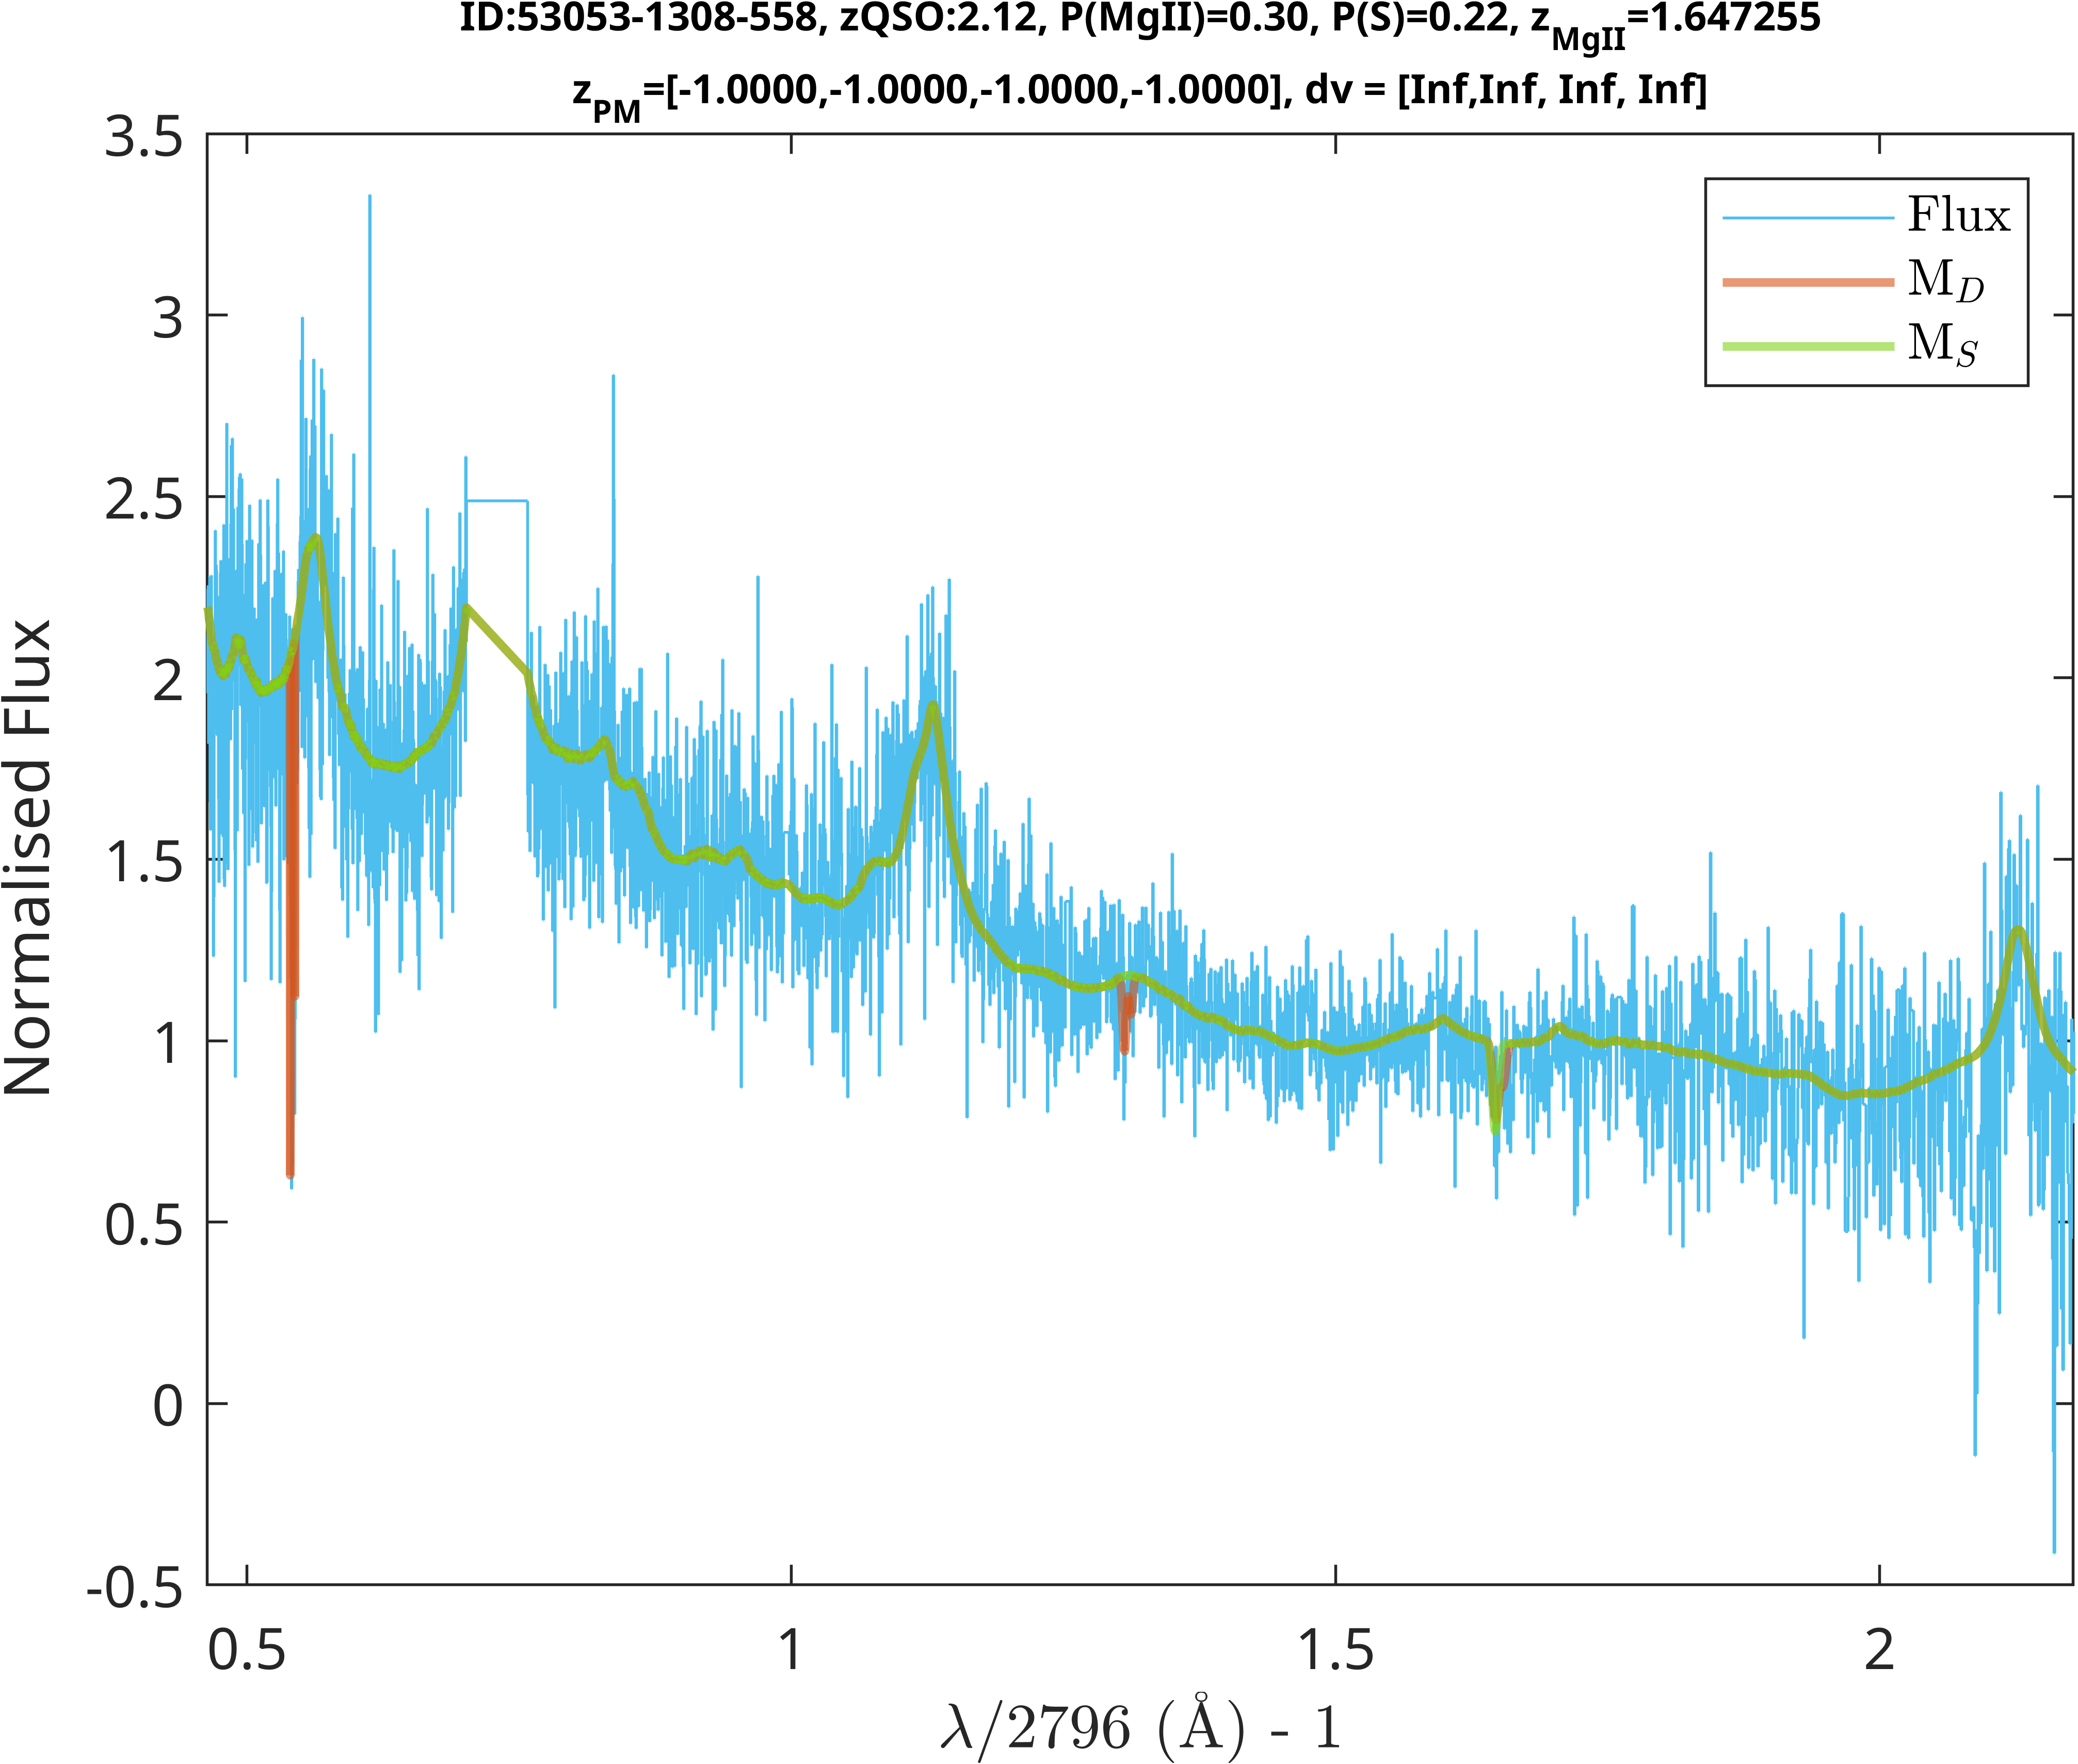 ID:53053-1308-558, zQSO:2.12, P(MgII)=0.30, P(S)=0.22, zMgII=1.647255
zPM=[-1.0000,-1.0000,-1.0000,-1.0000], dv = [Inf,Inf, Inf, Inf]
3.5
3
2.5
2
1.5
1
0.5
0
-0.5
Normalised Flux
Flux
MD
MS
0.5
1
1.5
2
λ/2796 (Å) - 1